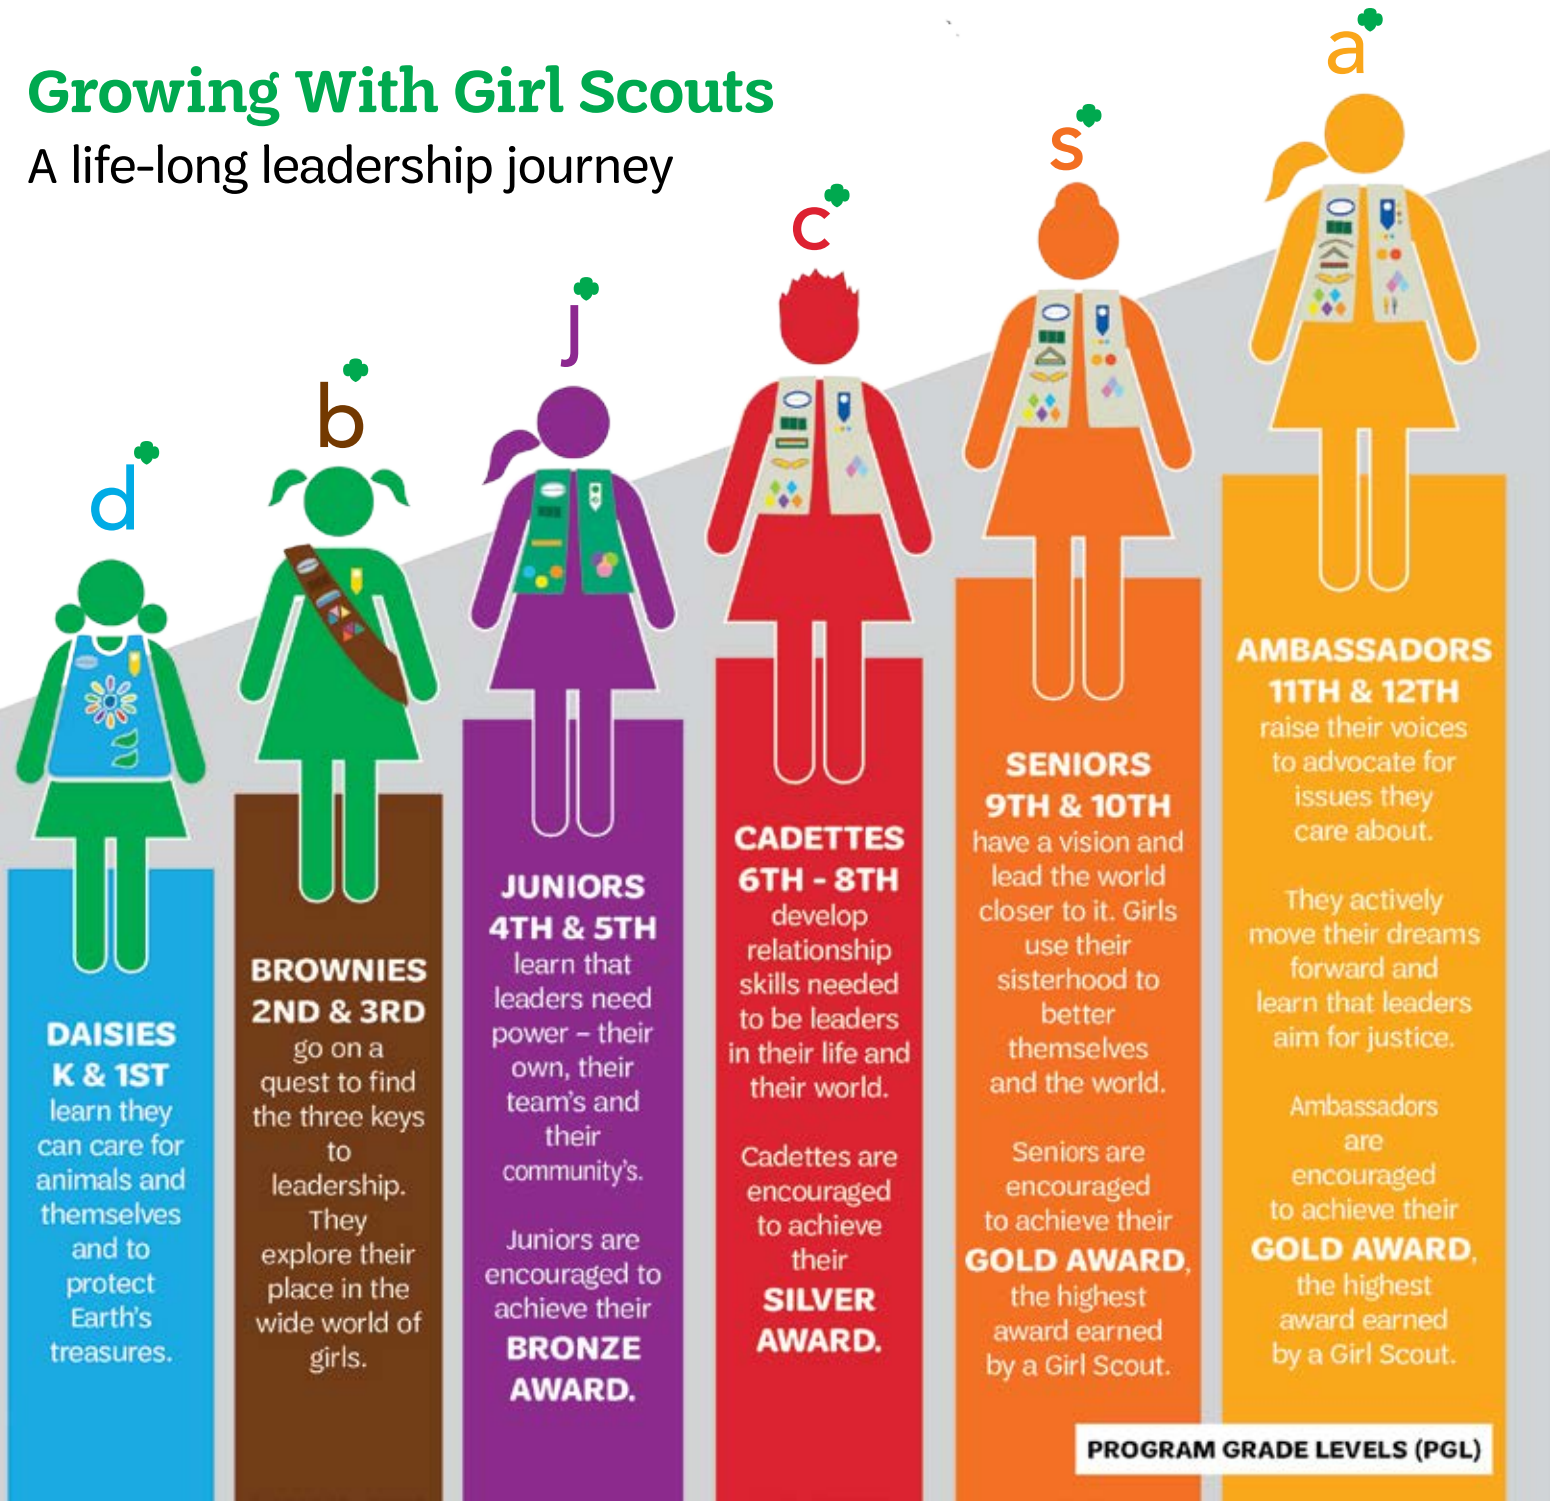 Growing With Girl Scouts
A life-long leadership journey
d
b
j
c
s
a
DAISIES
K & 1ST
learn they
can care for
animals and
themselves
and to
protect
Earth's
treasures.
BROWNIES
2ND & 3RD
go on a
quest to find
the three keys
to
leadership.
They
explore their
place in the
wide world of
girls.
JUNIORS
4TH & 5TH
learn that
leaders need
power – their
own, their
team's and
their
community's.
Juniors are
encouraged to
achieve their
BRONZE
AWARD.
CADETTES
6TH - 8TH
develop
relationship
skills needed
to be leaders
in their life and
their world.
Cadettes are
encouraged
to achieve
their
SILVER
AWARD.
SENIORS
9TH & 10TH
have a vision and
lead the world
closer to it. Girls
use their
sisterhood to
better
themselves
and the world.
Seniors are
encouraged
to achieve their
GOLD AWARD,
the highest
award earned
by a Girl Scout.
AMBASSADORS
11TH & 12TH
raise their voices
to advocate for
issues they
care about.
They actively
move their dreams
forward and
learn that leaders
aim for justice.
Ambassadors
are
encouraged
to achieve their
GOLD AWARD,
the highest
award earned
by a Girl Scout.
PROGRAM GRADE LEVELS (PGL)